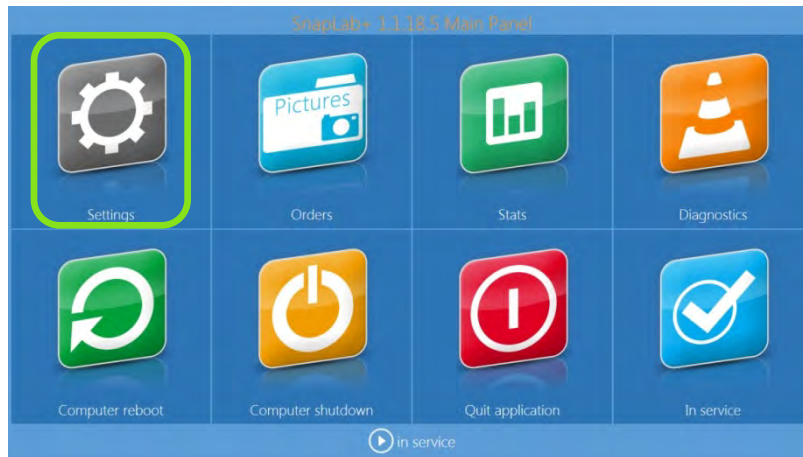 SnapLab+ 1.1.18.5 Main Panel
Pictures
Settings
Orders
Stats
Diagnostics
Computer reboot
Computer shutdown
Quit application
In service
in service